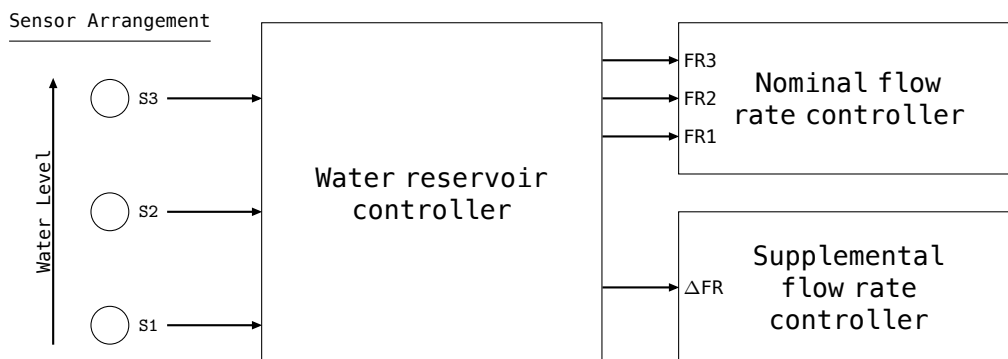 Sensor Arrangement
Water Level
S3
S2
S1
Water reservoir
controller
FR3
FR2
FR1
Nominal flow
rate controller
△FR
Supplemental
flow rate
controller